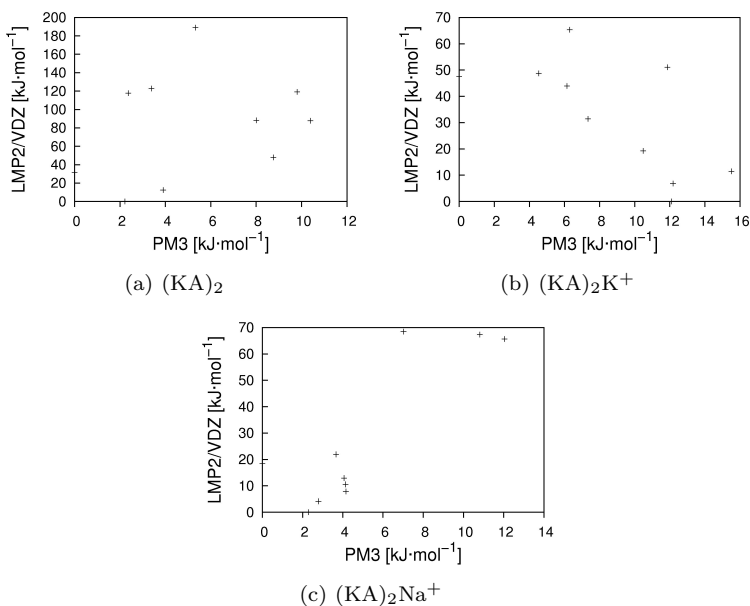 LMP2/VDZ [kJ·mol⁻¹]
200
180
160
140
120
100
80
60
40
20
0
0 2 4 6 8 10 12
PM3 [kJ·mol⁻¹]
(a) (KA)₂
LMP2/VDZ [kJ·mol⁻¹]
70
60
50
40
30
20
10
0
0 2 4 6 8 10 12 14 16
PM3 [kJ·mol⁻¹]
(b) (KA)₂K⁺
LMP2/VDZ [kJ·mol⁻¹]
70
60
50
40
30
20
10
0
0 2 4 6 8 10 12 14
PM3 [kJ·mol⁻¹]
(c) (KA)₂Na⁺